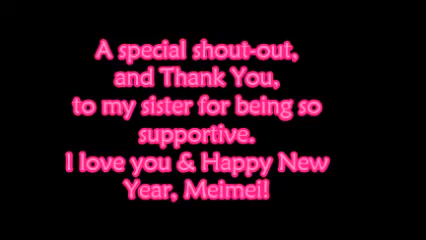 A special shout-out,
and Thank You,
to my sister for being so
supportive.
I love you & Happy New
Year, Meimei!